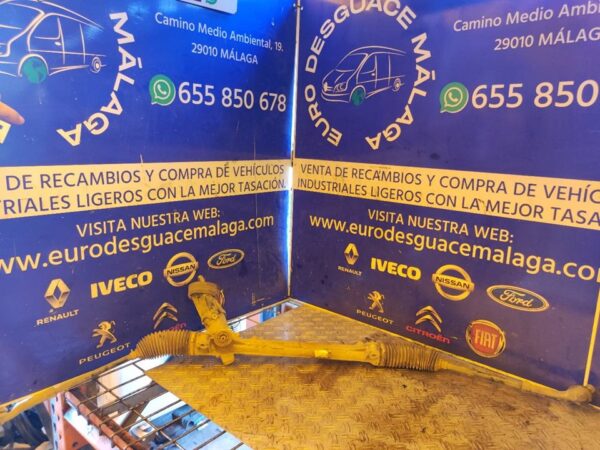 Camino Medio Ambiental, 19.
29010 MÁLAGA
655 850 678
MÁLAGA
DE RECAMBIOS Y COMPRA DE VEHÍCULOS
TRIALES LIGEROS CON LA MEJOR TASACIÓN.
VISITA NUESTRA WEB:
www.eurodesguacemalaga.com
RENAULT
IVECO
NISSAN
Ford
PEUGEOT
EURO DESGUACE MÁLAGA
Camino Medio Ambi
29010 MÁLAGA
655 850
VENTA DE RECAMBIOS Y COMPRA DE VEHÍC
INDUSTRIALES LIGEROS CON LA MEJOR TASA
VISITA NUESTRA WEB:
www.eurodesguacemalaga.co
RENAULT
IVECO
NISSAN
Ford
PEUGEOT
CITROËN
FIAT